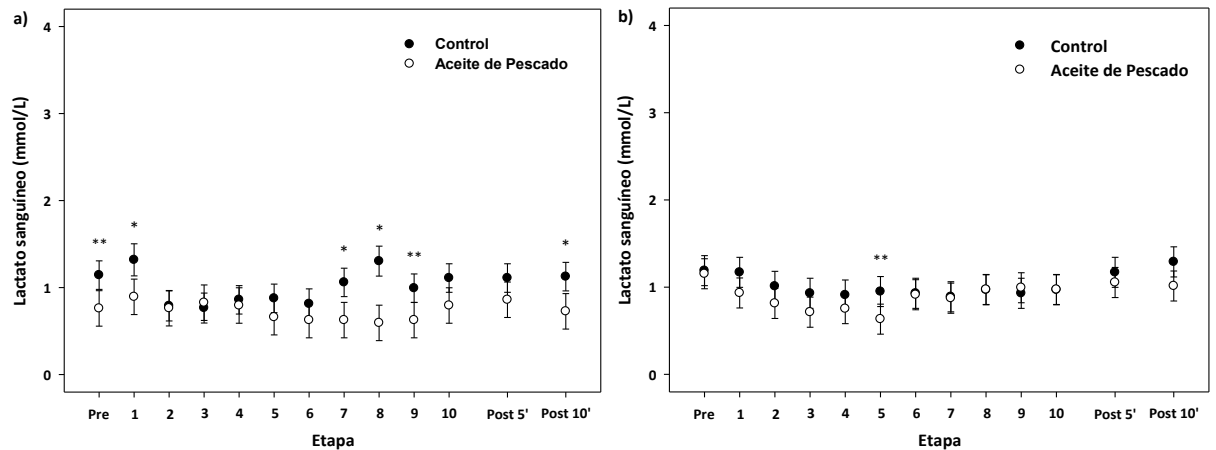 a)
4
3
2
1
0
Lactato sanguíneo (mmol/L)
Control
Aceite de Pescado
**
*
*
*
**
*
Pre 1 2 3 4 5 6 7 8 9 10 Post 5' Post 10'
Etapa
b)
4
3
2
1
0
Lactato sanguíneo (mmol/L)
Control
Aceite de Pescado
**
Pre 1 2 3 4 5 6 7 8 9 10 Post 5' Post 10'
Etapa